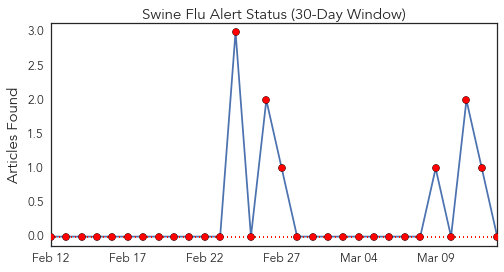 Swine Flu Alert Status (30-Day Window)
Articles Found
3.0
2.5
2.0
1.5
1.0
0.5
0.0
Feb 12 Feb 17 Feb 22 Feb 27 Mar 04 Mar 09